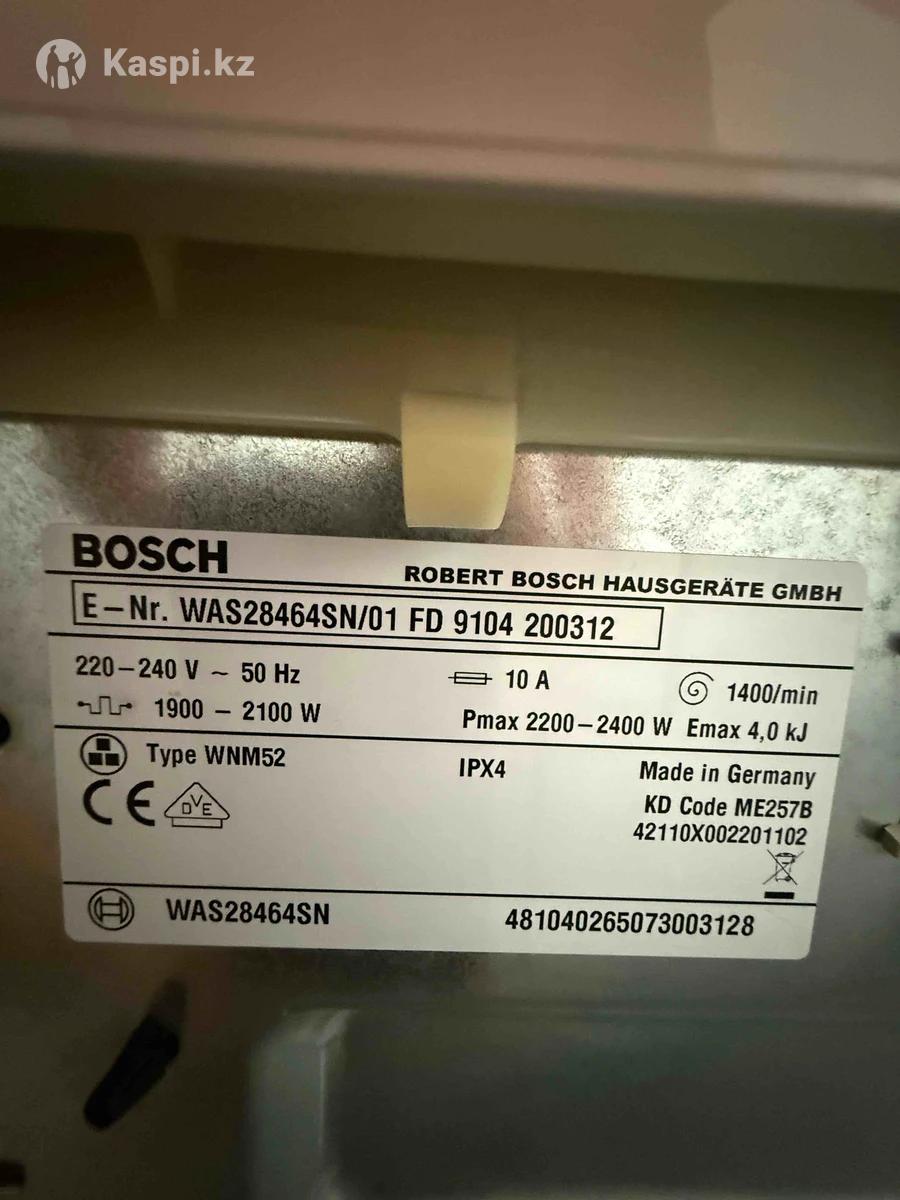 Kaspi.kz
BOSCH
ROBERT BOSCH HAUSGERÄTE GMBH
E-Nr. WAS28464SN/01 FD 9104 200312
220-240 V ~ 50 Hz
10 A
1400/min
1900 - 2100 W
Pmax 2200-2400 W Emax 4,0 kJ
Type WNM52
IPX4
Made in Germany
CE
DVE
KD Code ME257B
42110X002201102
WAS28464SN
481040265073003128